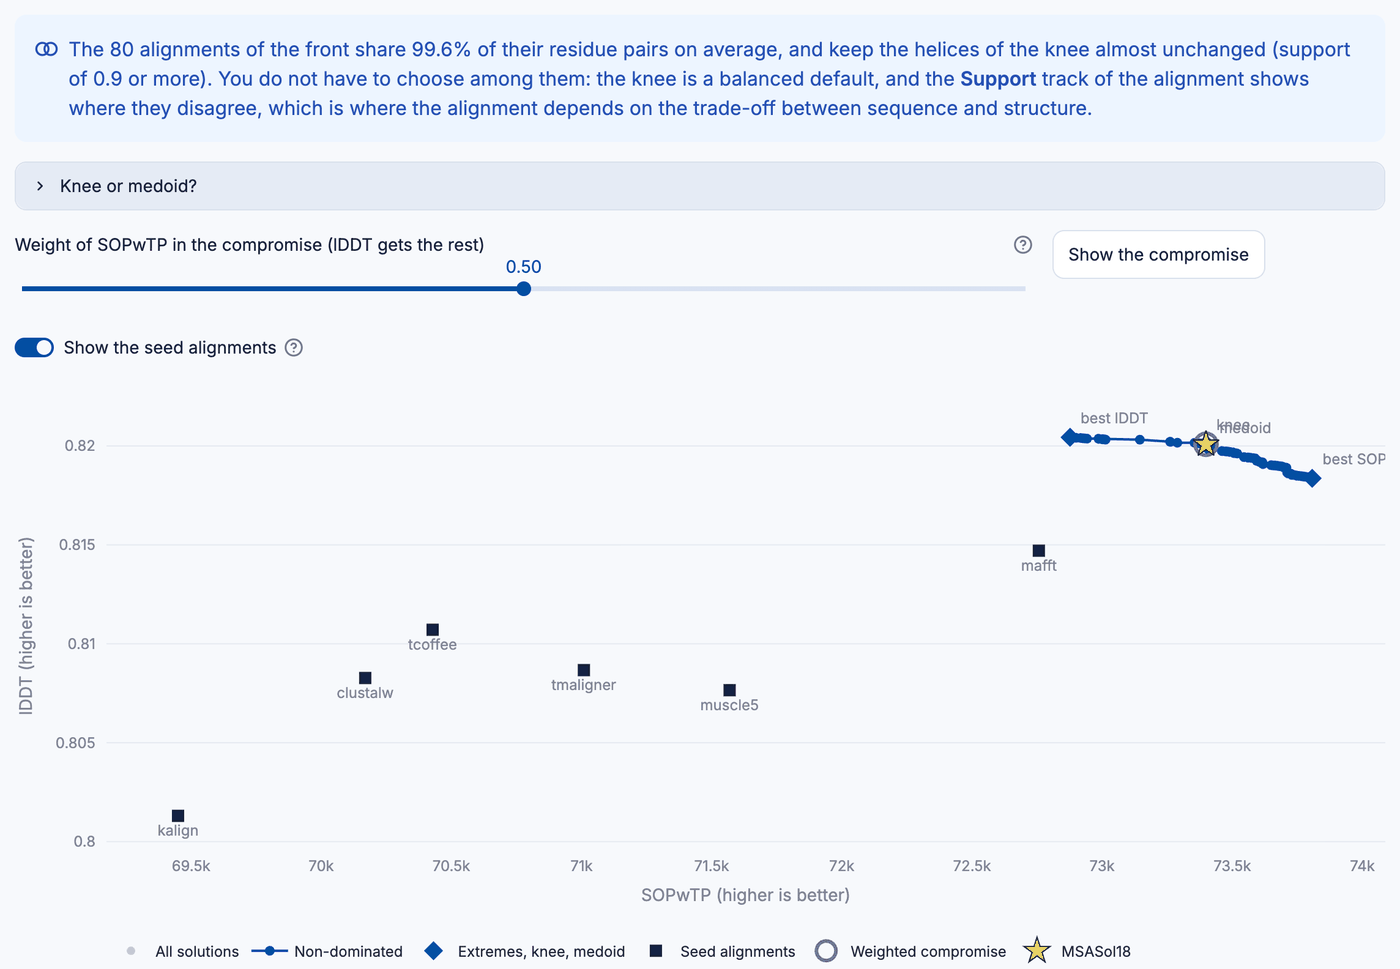 The 80 alignments of the front share 99.6% of their residue pairs on average, and keep the helices of the knee almost unchanged (support
of 0.9 or more). You do not have to choose among them: the knee is a balanced default, and the Support track of the alignment shows
where they disagree, which is where the alignment depends on the trade-off between sequence and structure.
Knee or medoid?
Weight of SOPwTP in the compromise (lDDT gets the rest)
Show the compromise
0.50
Show the seed alignments
best lDDT
knee
medoid
best SOP
0.82
0.815
0.81
0.805
0.8
lDDT (higher is better)
mafft
tcoffee
clustalw
tmaligner
muscle5
kalign
69.5k 70k 70.5k 71k 71.5k 72k 72.5k 73k 73.5k 74k
SOPwTP (higher is better)
All solutions Non-dominated Extremes, knee, medoid Seed alignments Weighted compromise MSASol18